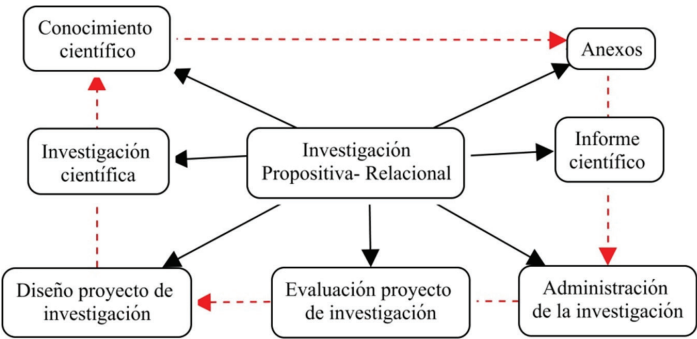 Conocimiento
científico
Anexos
Investigación
científica
Investigación
Propositiva- Relacional
Informe
científico
Diseño proyecto de
investigación
Evaluación proyecto
de investigación
Administración
de la investigación